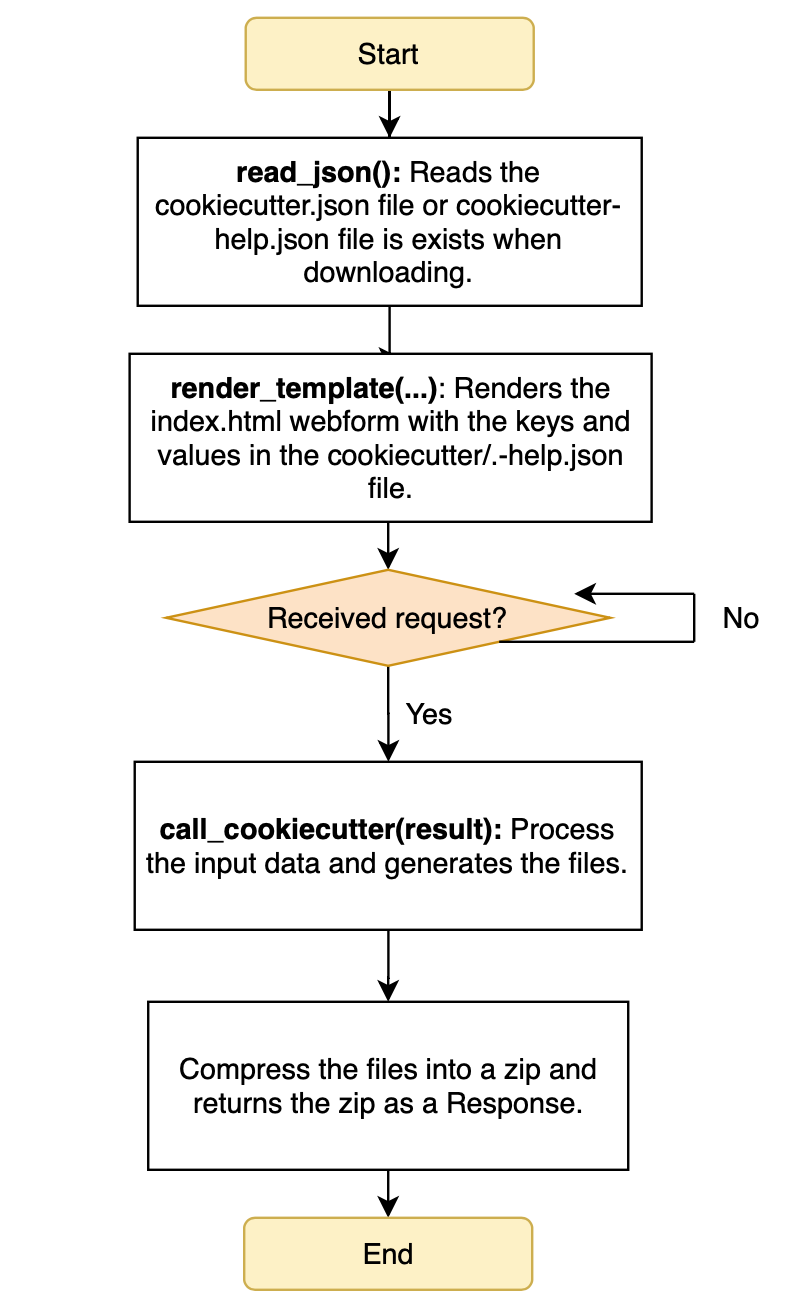 Start
read_json(): Reads the
cookiecutter.json file or cookiecutter-
help.json file is exists when
downloading.
render_template(...): Renders the
index.html webform with the keys and
values in the cookiecutter/.-help.json
file.
Received request?
No
Yes
call_cookiecutter(result): Process
the input data and generates the files.
Compress the files into a zip and
returns the zip as a Response.
End